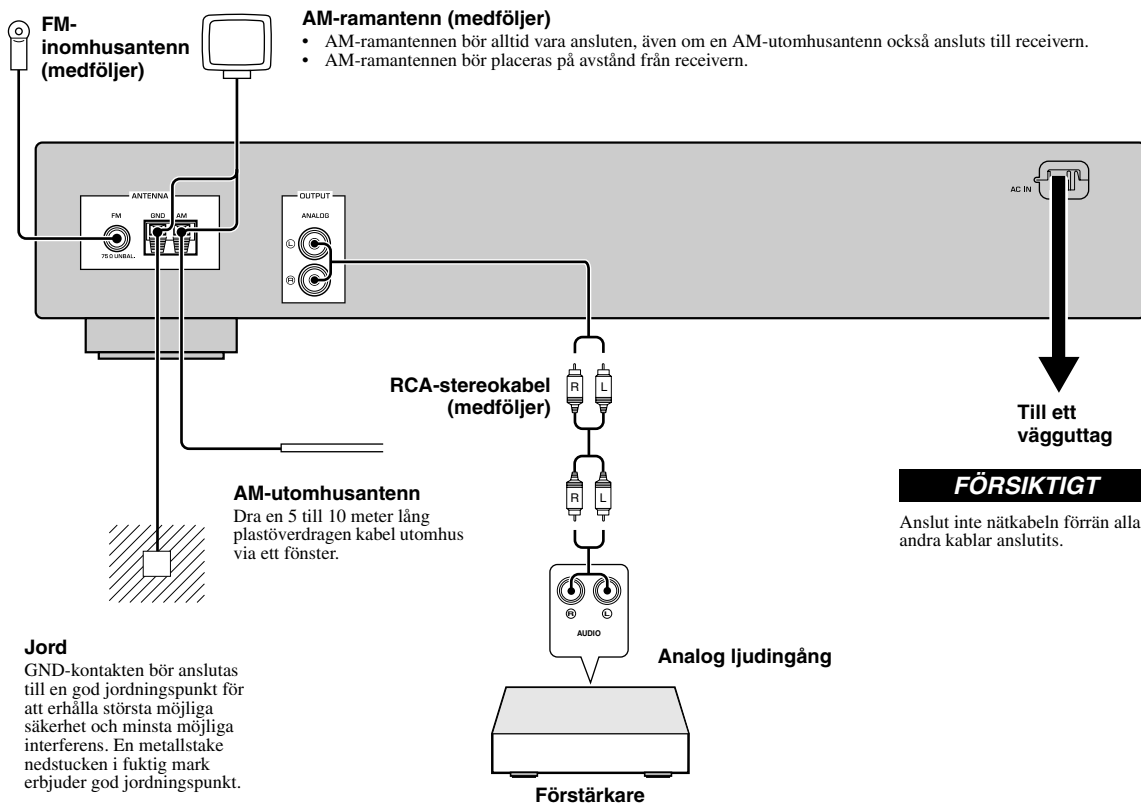 FM-
inomhusantenn
(medföljer)
AM-ramantenn (medföljer)
• AM-ramantennen bör alltid vara ansluten, även om en AM-utomhusantenn också ansluts till receivern.
• AM-ramantennen bör placeras på avstånd från receivern.
ANTENNA
FM
GND
AM
75Ω UNBAL.
OUTPUT
ANALOG
L
R
AC IN
RCA-stereokabel
(medföljer)
R
L
R
L
R
L
AUDIO
Analog ljudingång
Förstärkare
Till ett
vägguttag
FÖRSIKTIGT
Anslut inte nätkabeln förrän alla
andra kablar anslutits.
AM-utomhusantenn
Dra en 5 till 10 meter lång
plastöverdragen kabel utomhus
via ett fönster.
Jord
GND-kontakten bör anslutas
till en god jordningspunkt för
att erhålla största möjliga
säkerhet och minsta möjliga
interferens. En metallstake
nedstucken i fuktig mark
erbjuder god jordningspunkt.